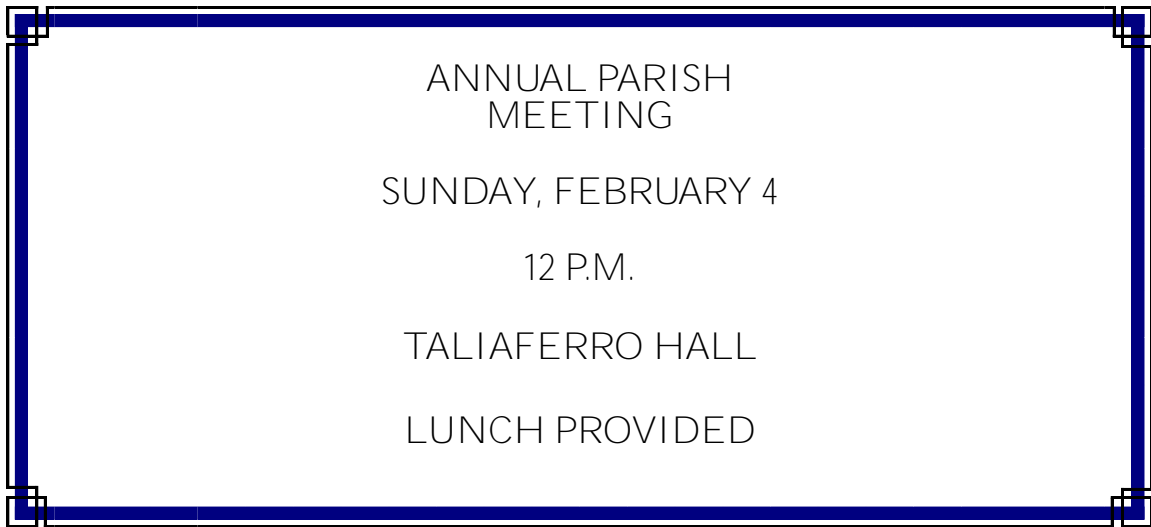 ANNUAL PARISH
MEETING
SUNDAY, FEBRUARY 4
12 P.M.
TALIAFERRO HALL
LUNCH PROVIDED